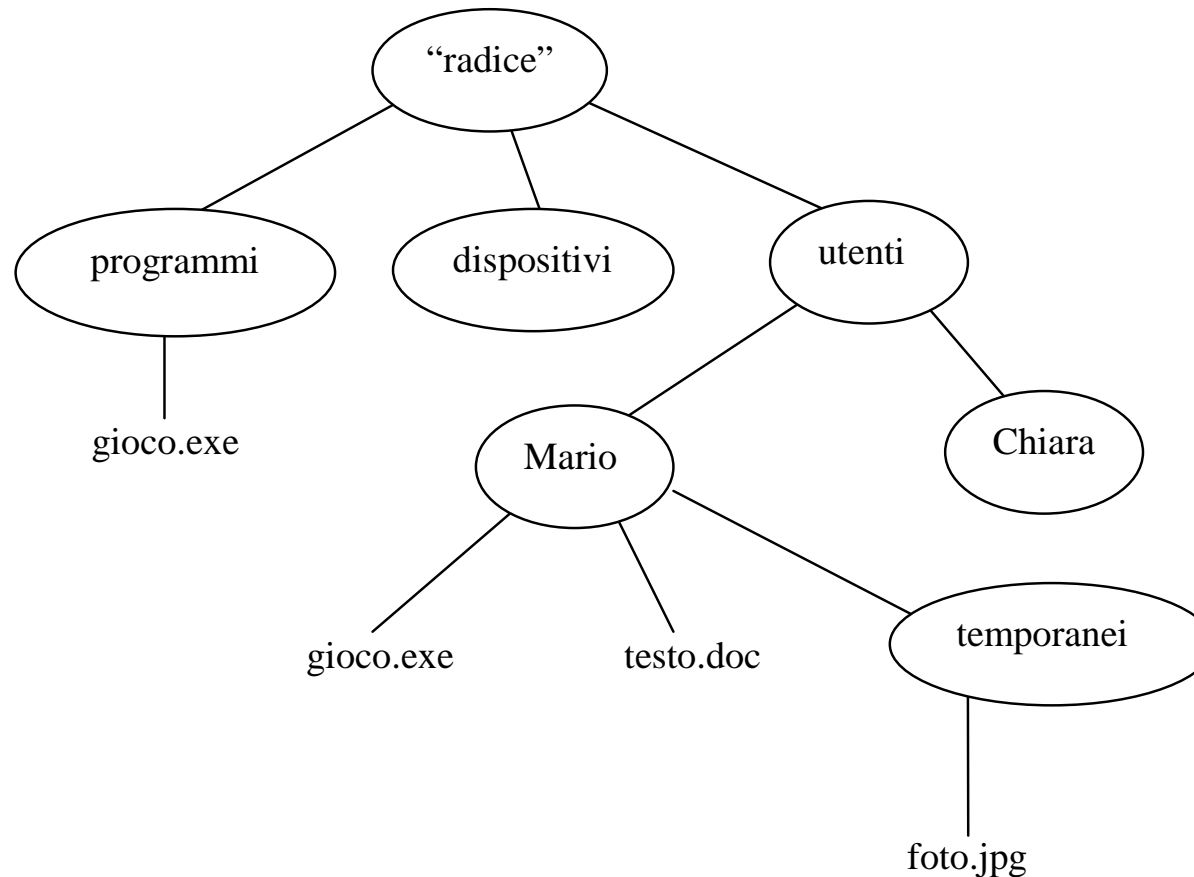 “radice”
programmi
dispositivi
utenti
gioco.exe
Mario
Chiara
gioco.exe
testo.doc
temporanei
foto.jpg